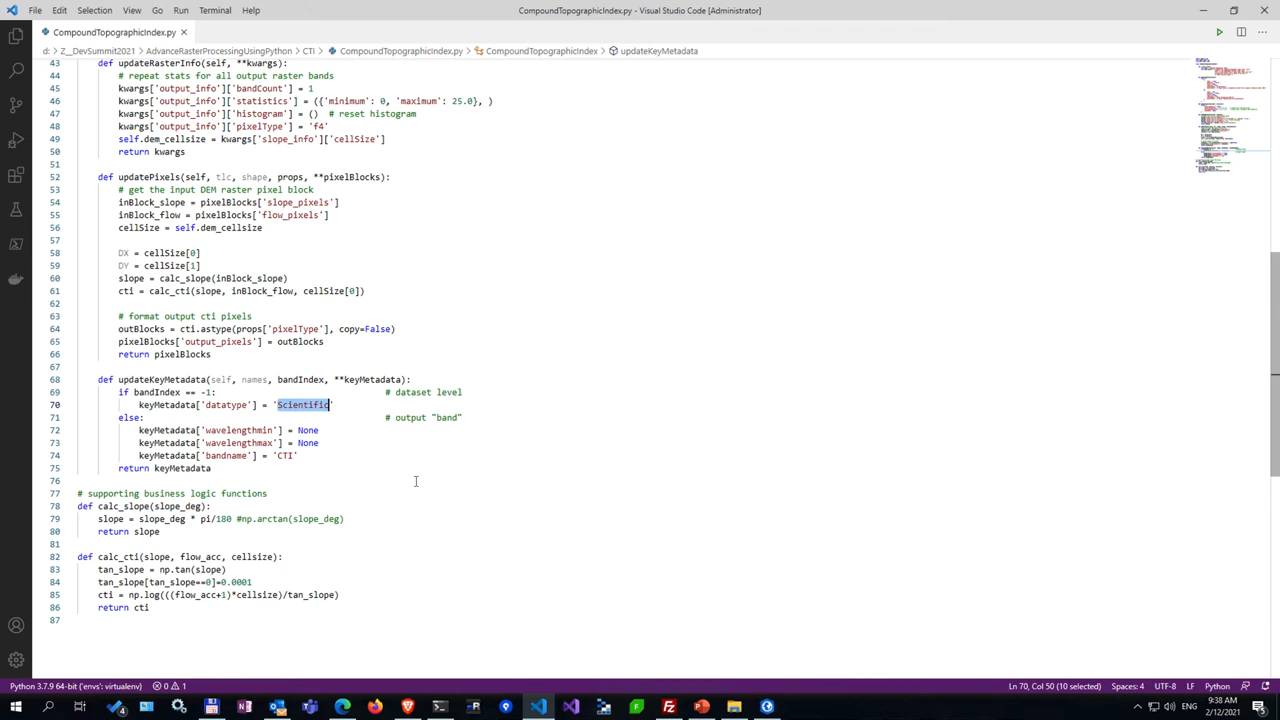 File Edit Selection View Go Run Terminal Help
CompoundTopographicIndex.py - Visual Studio Code [Administrator]
CompoundTopographicIndex.py
d: > Z__DevSummit2021 > AdvanceRasterProcessingUsingPython > CTI > CompoundTopographicIndex.py > CompoundTopographicIndex > updateKeyMetadata
43 def updateRasterInfo(self, **kwargs):
44 # repeat stats for all output raster bands
45 kwargs['output_info']['bandCount'] = 1
46 kwargs['output_info']['statistics'] = ({'minimum': 0, 'maximum': 25.0}, )
47 kwargs['output_info']['histogram'] = () # reset histogram
48 kwargs['output_info']['pixelType'] = 'f4'
49 self.dem_cellsize = kwargs['slope_info']['cellSize']
50 return kwargs
51
52 def updatePixels(self, tlc, shape, props, **pixelBlocks):
53 # get the input DEM raster pixel block
54 inBlock_slope = pixelBlocks['slope_pixels']
55 inBlock_flow = pixelBlocks['flow_pixels']
56 cellSize = self.dem_cellsize
57
58 DX = cellSize[0]
59 DY = cellSize[1]
60 slope = calc_slope(inBlock_slope)
61 cti = calc_cti(slope, inBlock_flow, cellSize[0])
62
63 # format output cti pixels
64 outBlocks = cti.astype(props['pixelType'], copy=False)
65 pixelBlocks['output_pixels'] = outBlocks
66 return pixelBlocks
67
68 def updateKeyMetadata(self, names, bandIndex, **keyMetadata):
69 if bandIndex == -1: # dataset level
70 keyMetadata['datatype'] = 'Scientific'
71 else: # output "band"
72 keyMetadata['wavelengthmin'] = None
73 keyMetadata['wavelengthmax'] = None
74 keyMetadata['bandname'] = 'CTI'
75 return keyMetadata
76
77 # supporting business logic functions
78 def calc_slope(slope_deg):
79 slope = slope_deg * pi/180 #np.arctan(slope_deg)
80 return slope
81
82 def calc_cti(slope, flow_acc, cellsize):
83 tan_slope = np.tan(slope)
84 tan_slope[tan_slope==0]=0.0001
85 cti = np.log(((flow_acc+1)*cellsize)/tan_slope)
86 return cti
87
Python 3.7.9 64-bit ('envs': virtualenv) 0 1 Ln 70, Col 50 (10 selected) Spaces: 4 UTF-8 LF Python
ENG 9:38 AM 2/12/2021